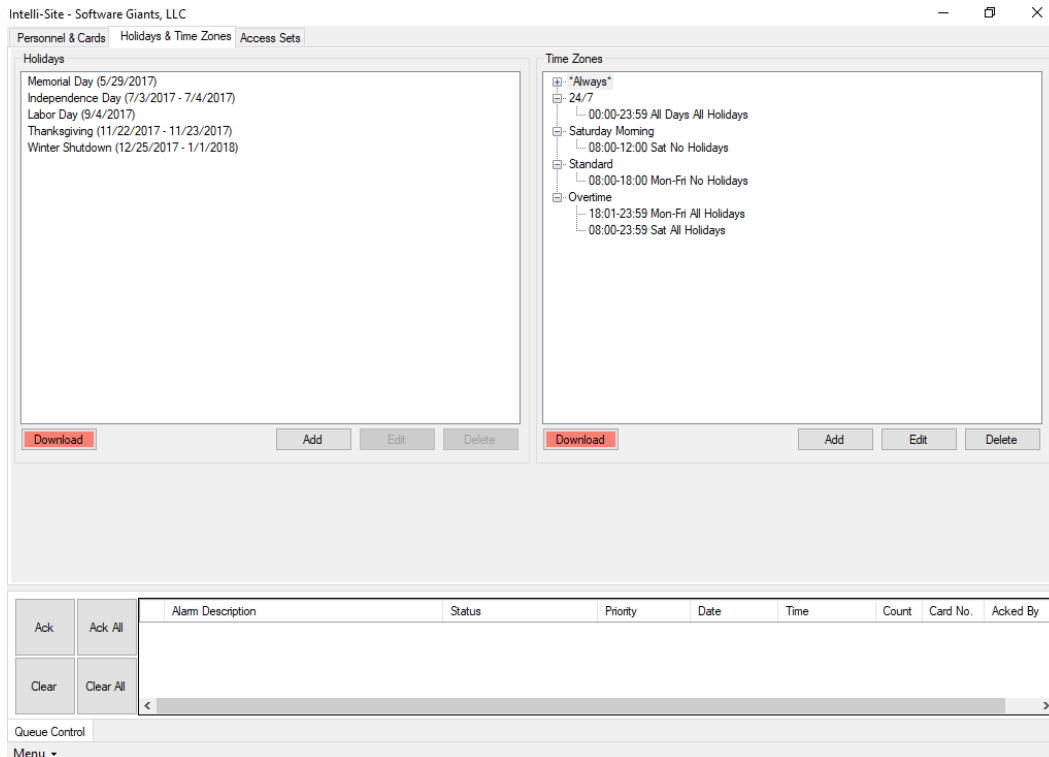 Intelli-Site - Software Giants, LLC
Personnel & Cards Holidays & Time Zones Access Sets
Holidays
Memorial Day (5/29/2017)
Independence Day (7/3/2017 - 7/4/2017)
Labor Day (9/4/2017)
Thanksgiving (11/22/2017 - 11/23/2017)
Winter Shutdown (12/25/2017 - 1/1/2018)
Download Add Edit Delete
Time Zones
*Always*
24/7
00:00-23:59 All Days All Holidays
Saturday Morning
08:00-12:00 Sat No Holidays
Standard
08:00-18:00 Mon-Fri No Holidays
Overtime
18:01-23:59 Mon-Fri All Holidays
08:00-23:59 Sat All Holidays
Download Add Edit Delete
Ack Ack All
Clear Clear All
Alarm Description Status Priority Date Time Count Card No. Acked By
Queue Control
Menu